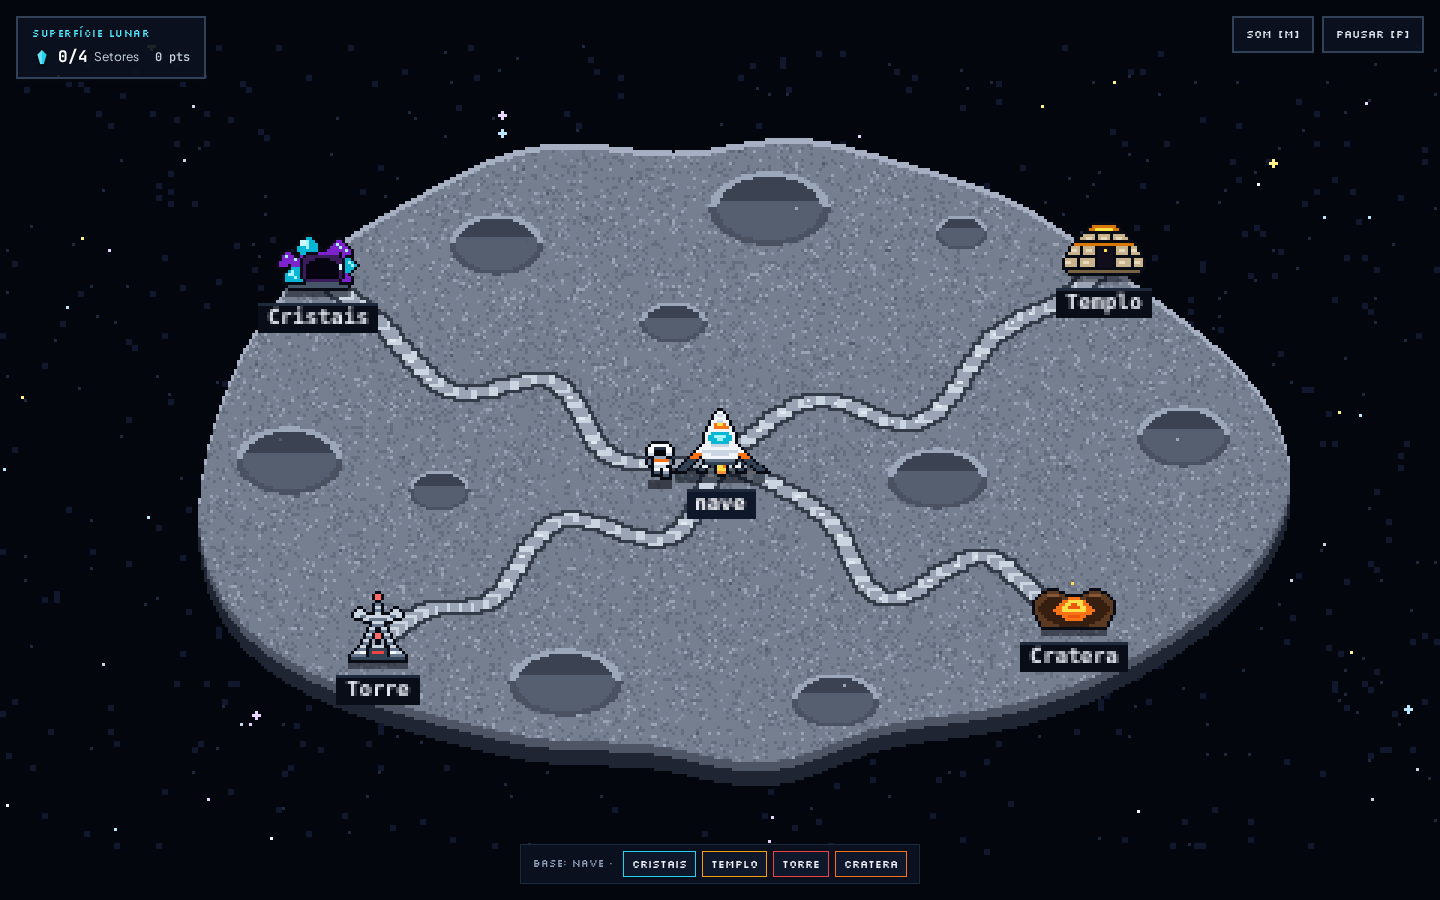 SUPERFÍCIE LUNAR
0/4 Setores 0 pts
SOM [M]
PAUSAR [P]
Cristais
Templo
nave
Torre
Cratera
BASE: NAVE ·
CRISTAIS
TEMPLO
TORRE
CRATERA